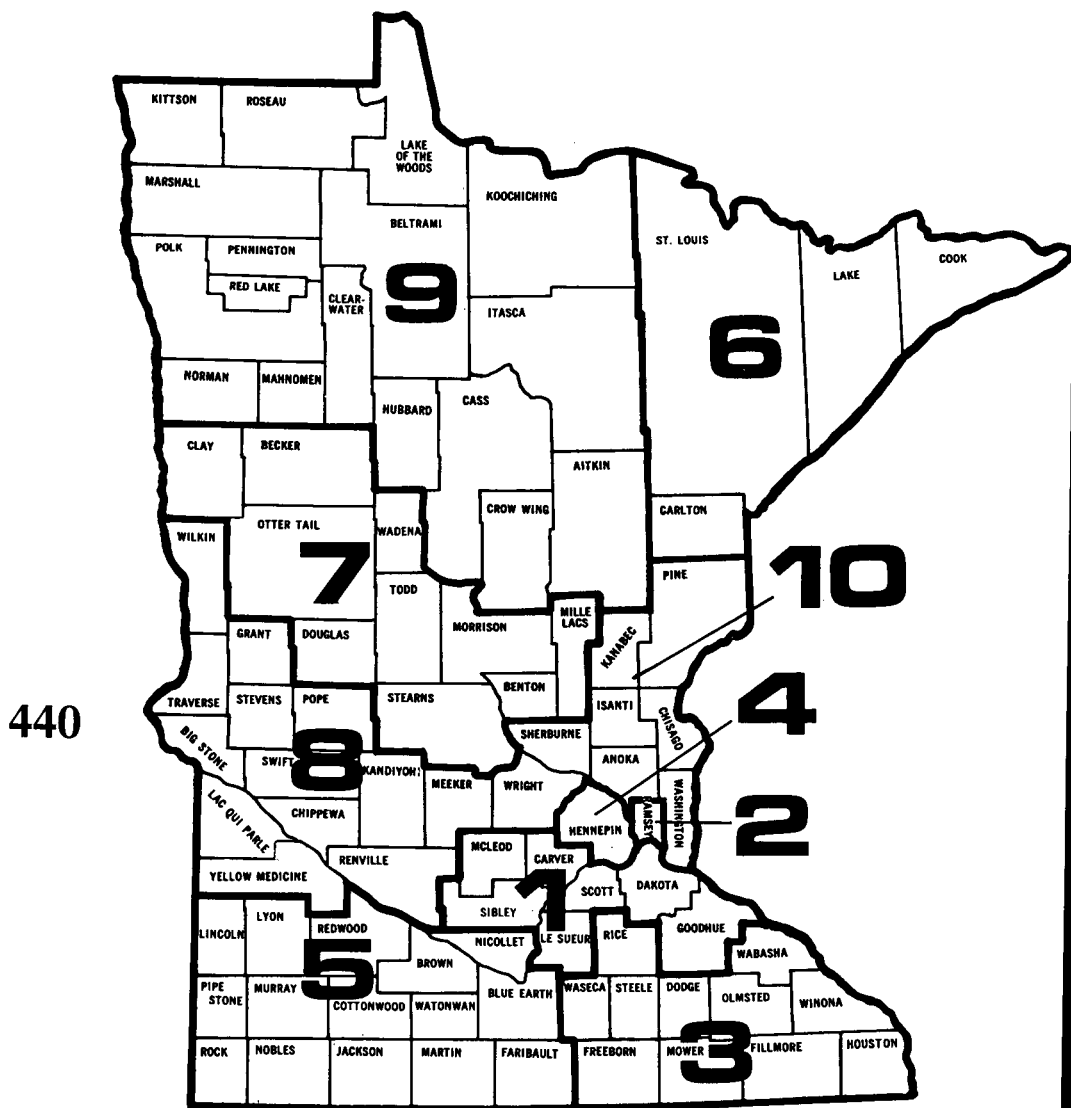 KITTSON
ROSEAU
LAKE
OF THE
WOODS
MARSHALL
KOOCHICHING
BELTRAMI
ST. LOUIS
POLK
PENNINGTON
COOK
LAKE
RED LAKE
CLEAR-
WATER
9
ITASCA
6
NORMAN
MAHNOMEN
HUBBARD
CASS
CLAY
BECKER
AITKIN
CROW WING
CARLTON
OTTER TAIL
WILKIN
WADENA
7
10
PINE
TODD
MILLE
LACS
MORRISON
GRANT
DOUGLAS
KANABEC
BENTON
4
TRAVERSE
STEVENS
POPE
STEARNS
ISANTI
CHISAGO
440
SHERBURNE
BIG STONE
8
SWIFT
KANDIYOHI
ANOKA
MEEKER
WRIGHT
LAC QUI PARLE
CHIPPEWA
HENNEPIN
RAMSEY
WASHINGTON
2
MCLEOD
CARVER
RENVILLE
YELLOW MEDICINE
SCOTT
DAKOTA
1
SIBLEY
LYON
REDWOOD
LINCOLN
NICOLLET
LE SUEUR
RICE
GOODHUE
WABASHA
5
BROWN
PIPE
STONE
MURRAY
COTTONWOOD
WATONWAN
BLUE EARTH
WASECA
STEELE
DODGE
OLMSTED
WINONA
ROCK
NOBLES
JACKSON
MARTIN
FARIBAULT
FREEBORN
MOWER
3
FILLMORE
HOUSTON